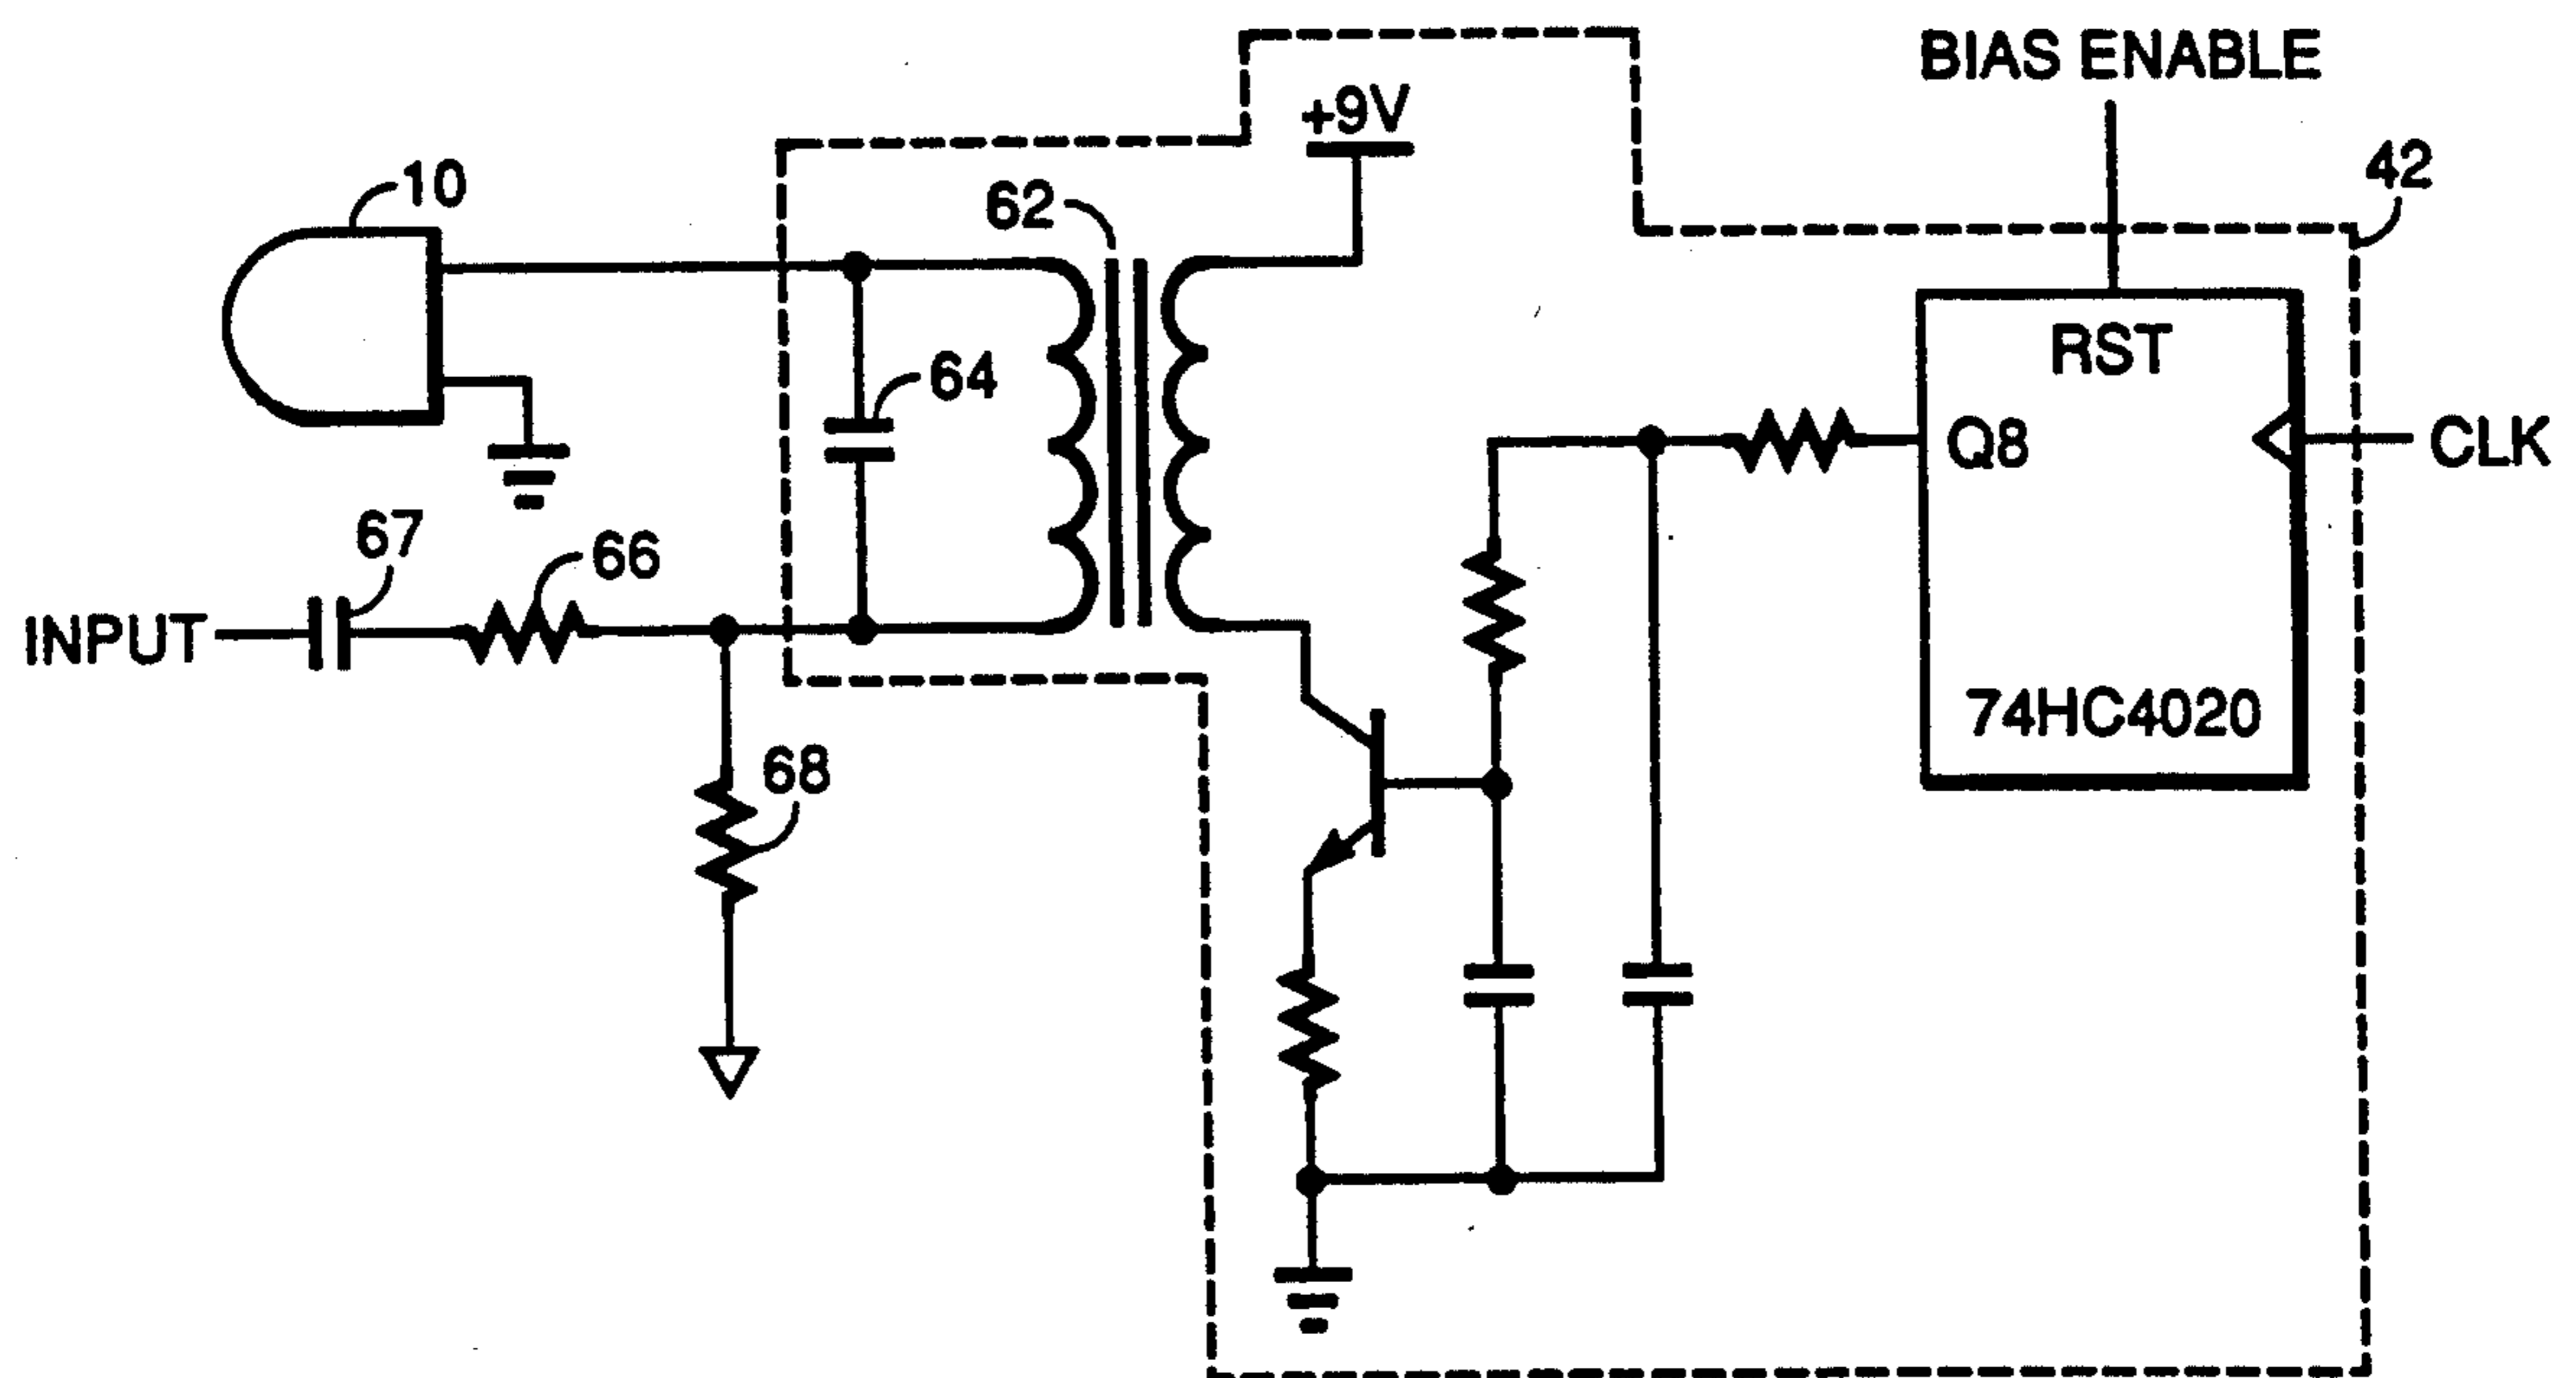 BIAS ENABLE
+9V
42
10
62
RST
64
Q8
CLK
67
66
INPUT
74HC4020
68